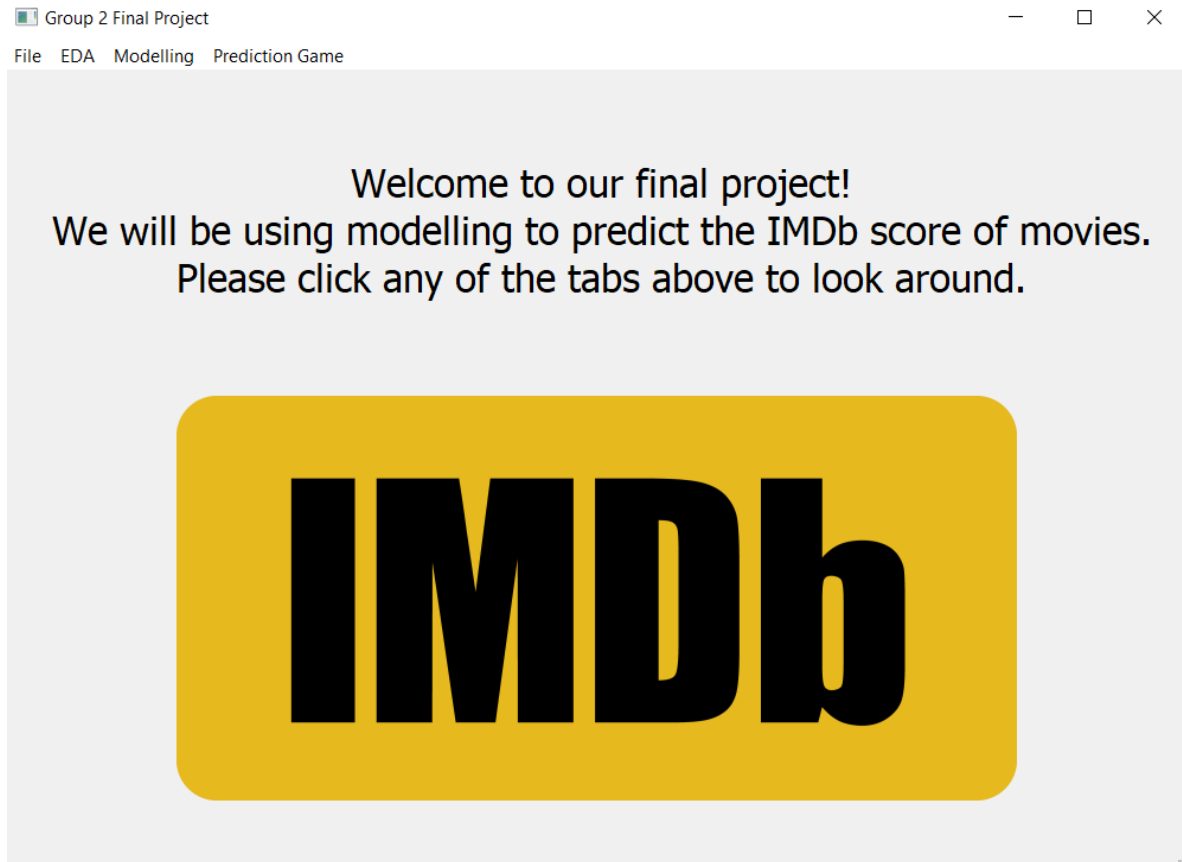 Group 2 Final Project
File EDA Modelling Prediction Game
Welcome to our final project!
We will be using modelling to predict the IMDb score of movies.
Please click any of the tabs above to look around.
IMDb